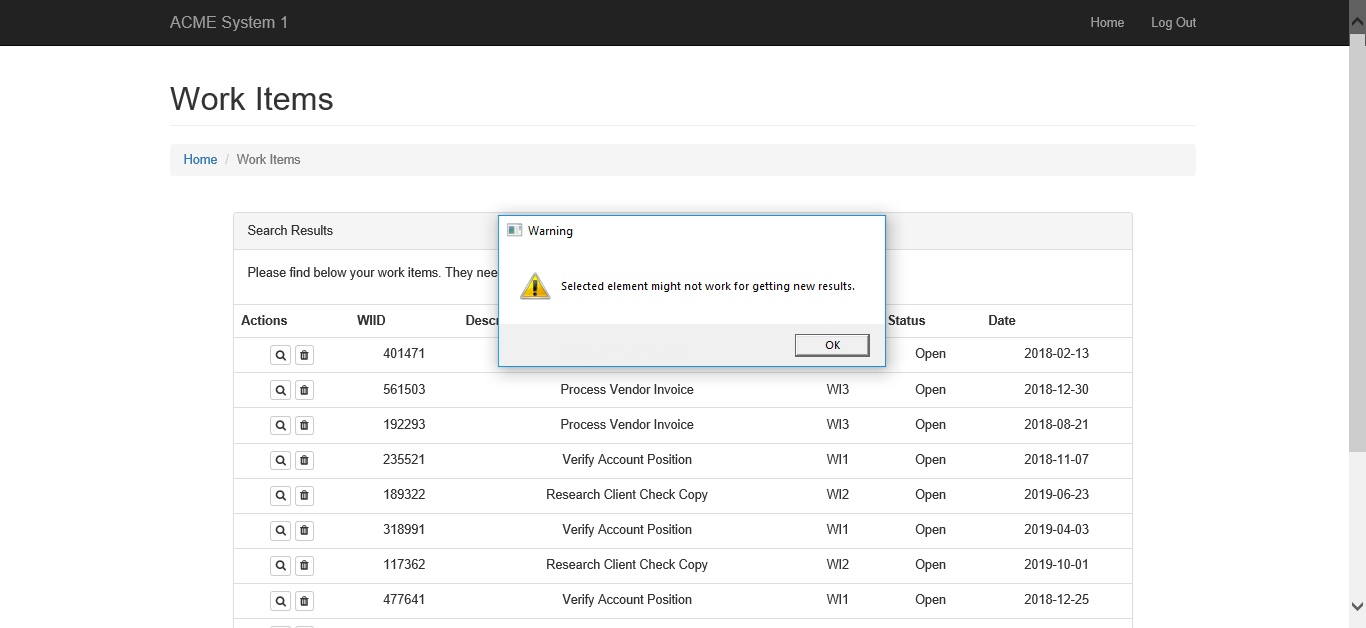 ACME System 1 Home Log Out
Work Items
Home / Work Items
Search Results
Please find below your work items. They nee
Warning
Selected element might not work for getting new results.
OK
Actions WIID Descr Status Date
401471 Open 2018-02-13
561503 Process Vendor Invoice WI3 Open 2018-12-30
192293 Process Vendor Invoice WI3 Open 2018-08-21
235521 Verify Account Position WI1 Open 2018-11-07
189322 Research Client Check Copy WI2 Open 2019-06-23
318991 Verify Account Position WI1 Open 2019-04-03
117362 Research Client Check Copy WI2 Open 2019-10-01
477641 Verify Account Position WI1 Open 2018-12-25